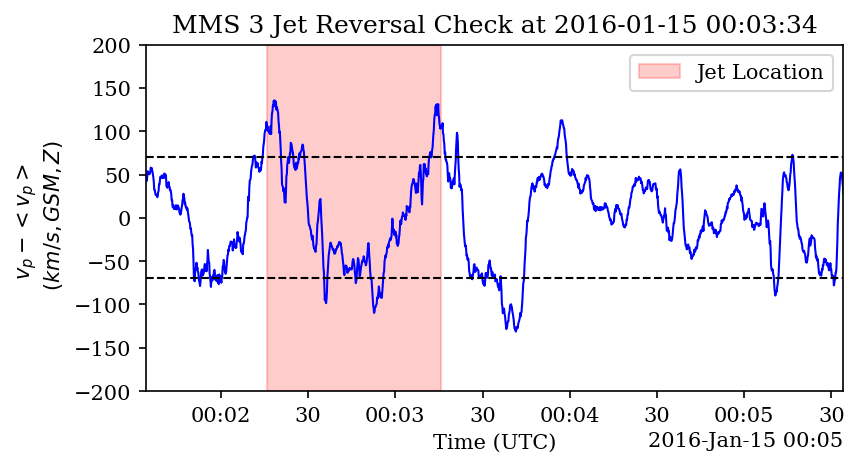 MMS 3 Jet Reversal Check at 2016-01-15 00:03:34
Jet Location
v_p - < v_p >
(km/s, GSM, Z)
200
150
100
50
0
−50
−100
−150
−200
00:02 30 00:03 30 00:04 30 00:05 30
Time (UTC)
2016-Jan-15 00:05